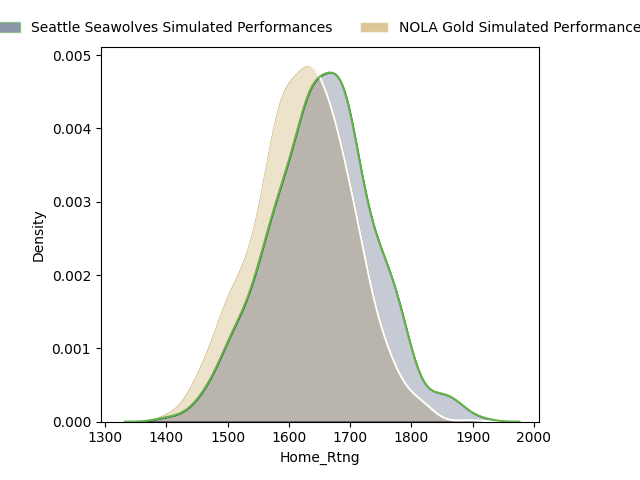 Seattle Seawolves Simulated Performances NOLA Gold Simulated Performance
0.005
0.004
0.003
0.002
0.001
0.000
Density
1300 1400 1500 1600 1700 1800 1900 2000
Home_Rtng